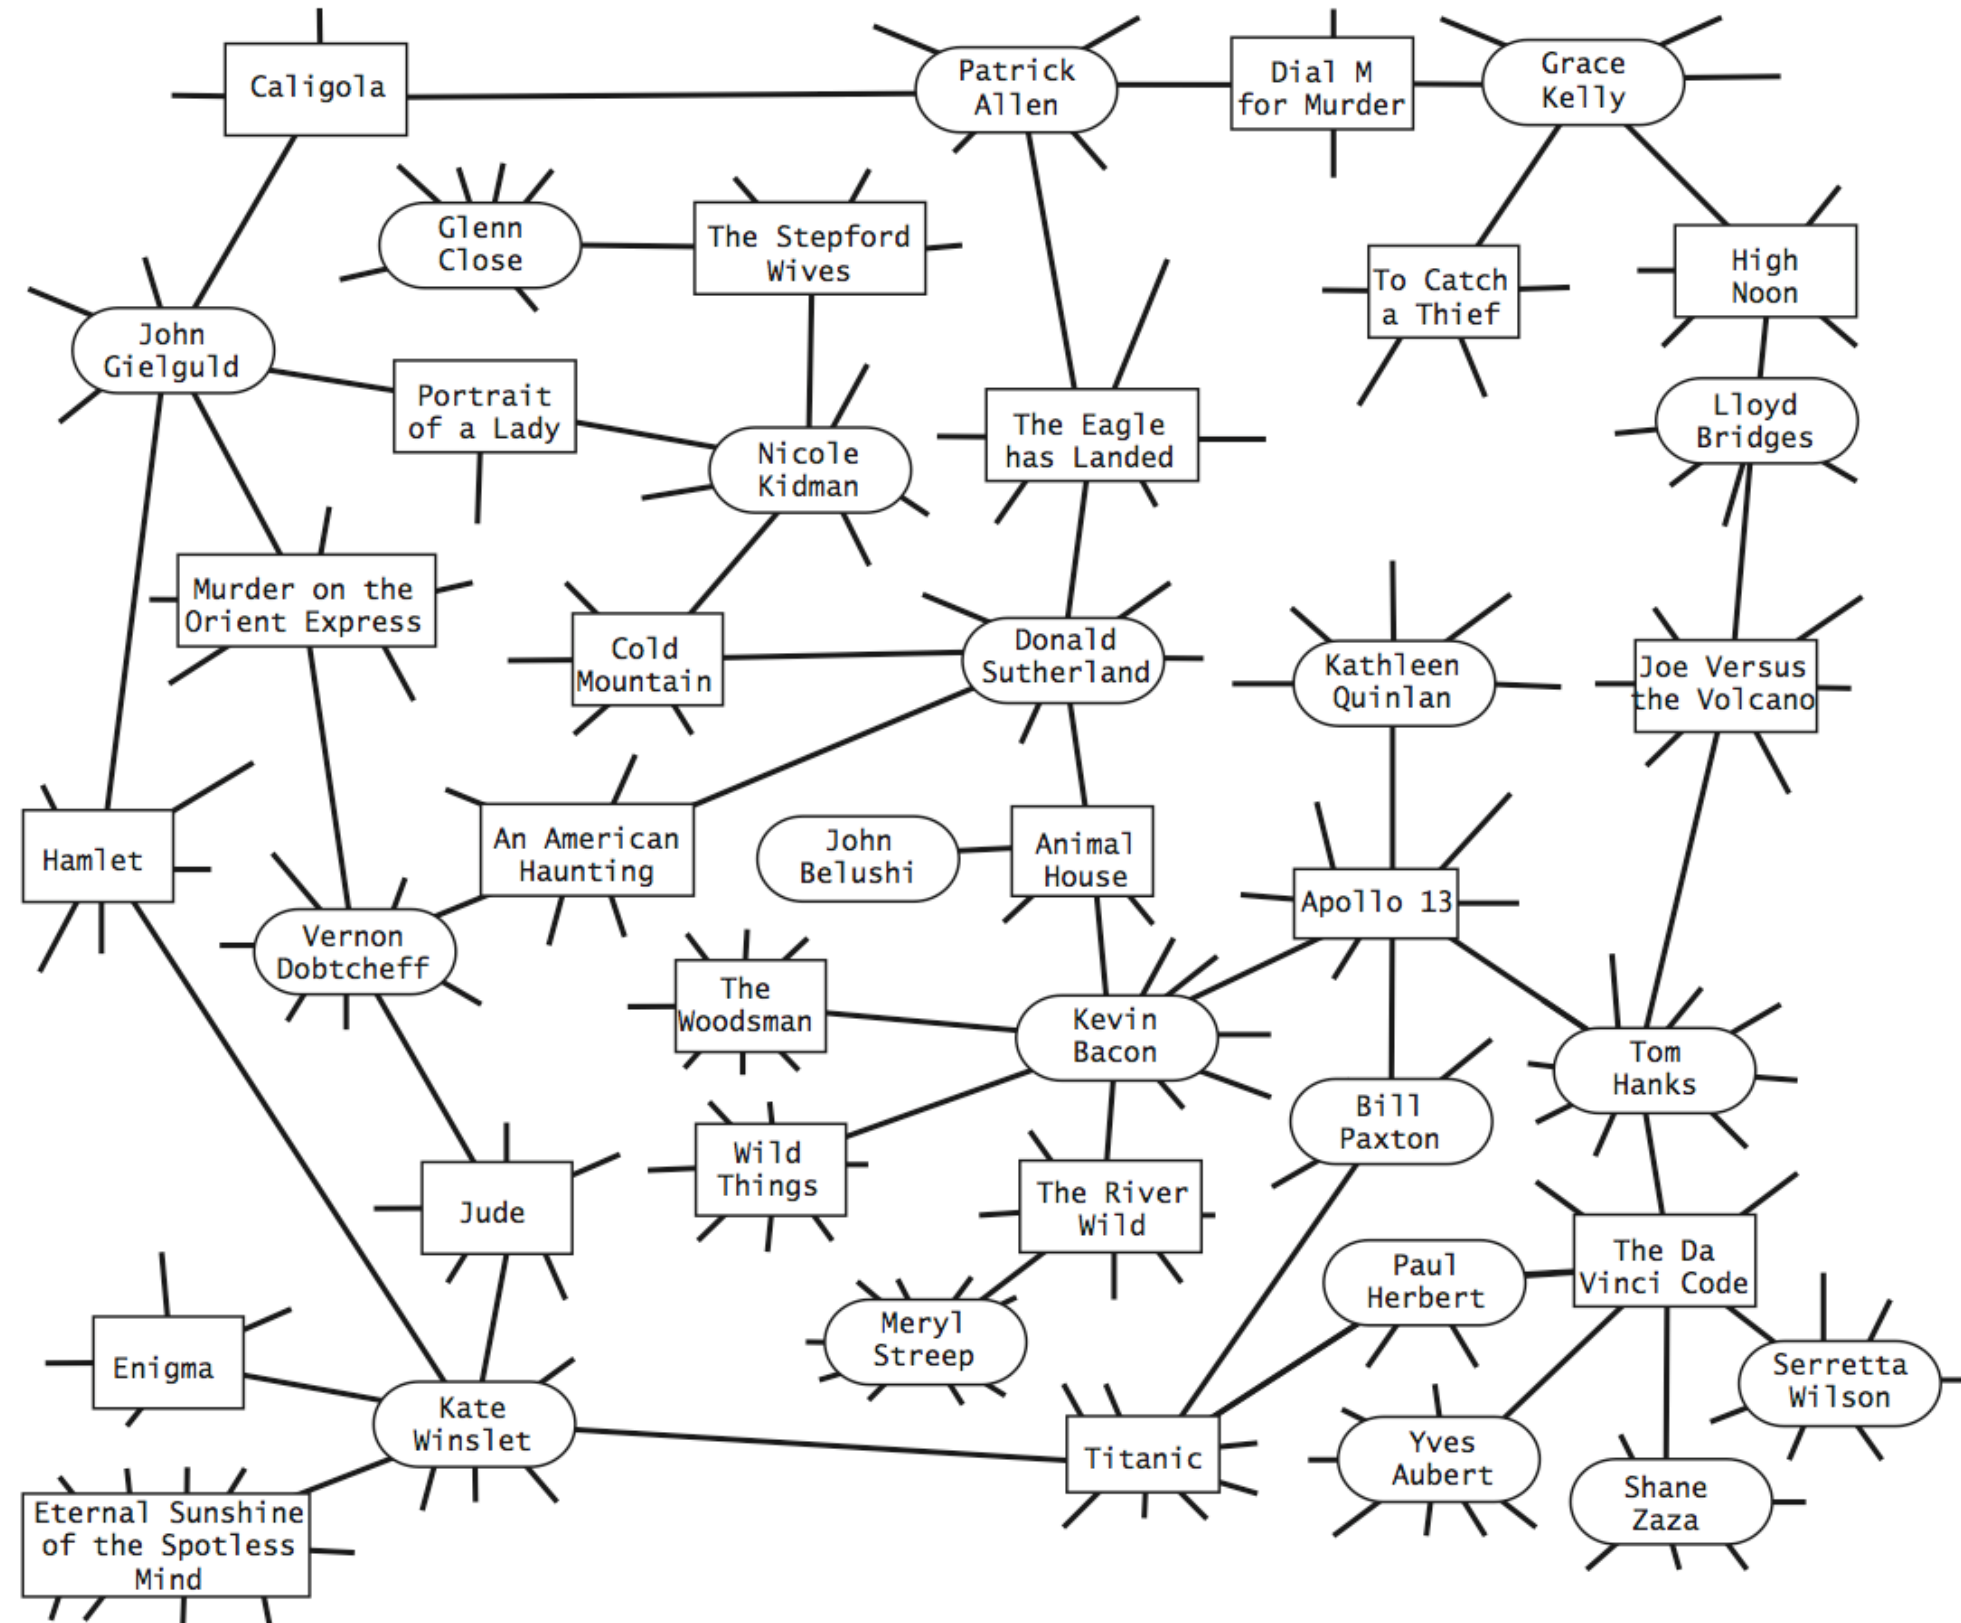 Caligola
Patrick
Allen
Dial M
for Murder
Grace
Kelly
Glenn
Close
The Stepford
Wives
To Catch
a Thief
High
Noon
John
Gielguld
Portrait
of a Lady
Nicole
Kidman
The Eagle
has Landed
Lloyd
Bridges
Murder on the
Orient Express
Cold
Mountain
Donald
Sutherland
Kathleen
Quinlan
Joe Versus
the Volcano
Hamlet
An American
Haunting
John
Belushi
Animal
House
Apollo 13
Vernon
Dobtcheff
The
Woodsman
Kevin
Bacon
Tom
Hanks
Bill
Paxton
Wild
Things
Jude
The River
Wild
Paul
Herbert
The Da
Vinci Code
Meryl
Streep
Enigma
Serretta
Wilson
Kate
Winslet
Titanic
Yves
Aubert
Shane
Zaza
Eternal Sunshine
of the Spotless
Mind